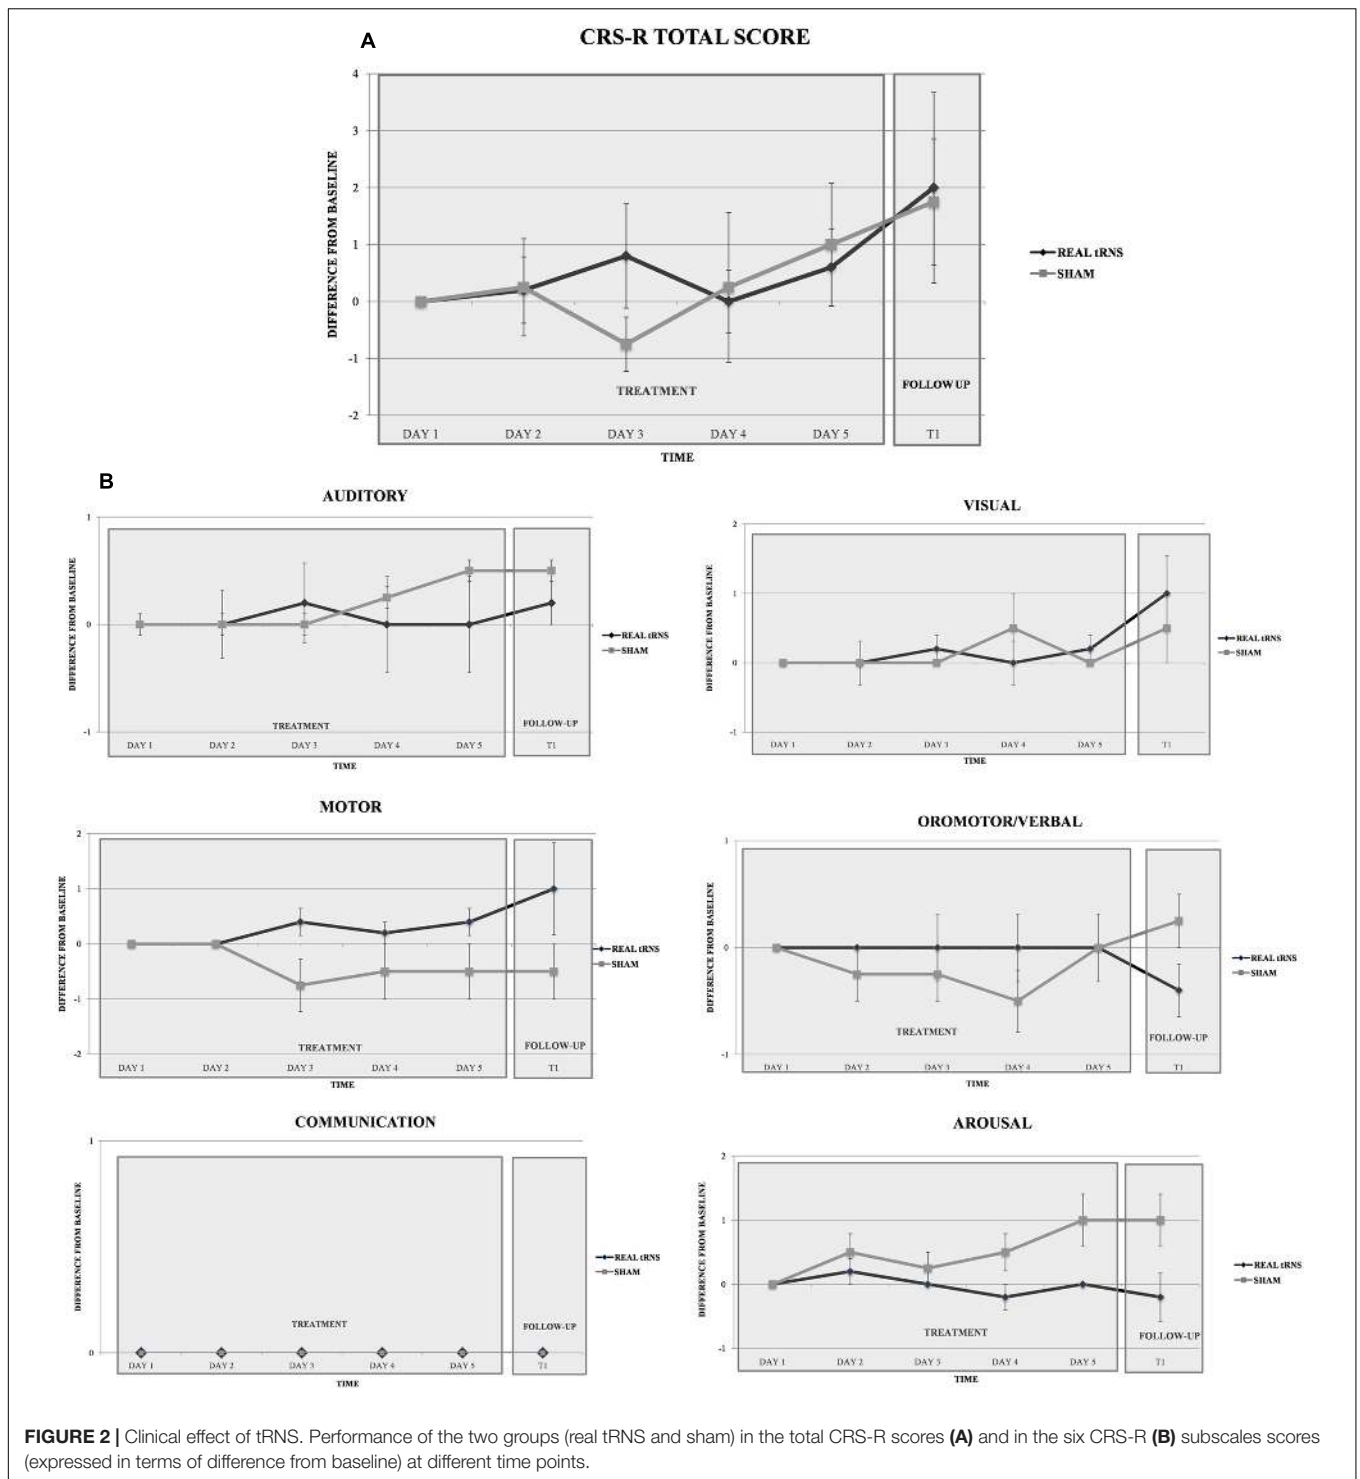 A
CRS-R TOTAL SCORE
4
3
2
1
0
-1
-2
DIFFERENCE FROM BASELINE
TREATMENT
FOLLOW UP
DAY 1 DAY 2 DAY 3 DAY 4 DAY 5 T1
TIME
REAL tRNS
SHAM
B
AUDITORY
1
0
-1
DIFFERENCE FROM BASELINE
TREATMENT
FOLLOW-UP
DAY 1 DAY 2 DAY 3 DAY 4 DAY 5 T1
TIME
REAL tRNS
SHAM
VISUAL
2
1
0
-1
DIFFERENCE FROM BASELINE
DAY 1 DAY 2 DAY 3 DAY 4 DAY 5 T1
TIME
REAL tRNS
SHAM
MOTOR
2
1
0
-1
-2
DIFFERENCE FROM BASELINE
TREATMENT
FOLLOW-UP
DAY 1 DAY 2 DAY 3 DAY 4 DAY 5 T1
TIME
REAL tRNS
SHAM
OROMOTOR/VERBAL
1
0
-1
DIFFERENCE FROM BASELINE
TREATMENT
FOLLOW-UP
DAY 1 DAY 2 DAY 3 DAY 4 DAY 5 T1
TIME
REAL tRNS
SHAM
COMMUNICATION
1
0
DIFFERENCE FROM BASELINE
TREATMENT
FOLLOW-UP
DAY 1 DAY 2 DAY 3 DAY 4 DAY 5 T1
TIME
REAL tRNS
SHAM
AROUSAL
2
1
0
-1
DIFFERENCE FROM BASELINE
TREATMENT
FOLLOW-UP
DAY 1 DAY 2 DAY 3 DAY 4 DAY 5 T1
TIME
REAL tRNS
SHAM
FIGURE 2 | Clinical effect of tRNS. Performance of the two groups (real tRNS and sham) in the total CRS-R scores (A) and in the six CRS-R (B) subscales scores
(expressed in terms of difference from baseline) at different time points.